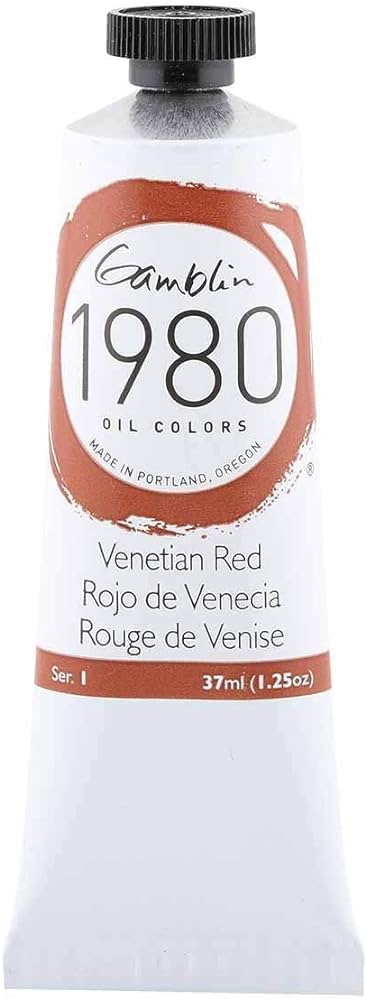 Gamblin
1980
OIL COLORS
MADE IN PORTLAND, OREGON
®
Venetian Red
Rojo de Venecia
Rouge de Venise
Ser. 1 37ml (1.25oz)